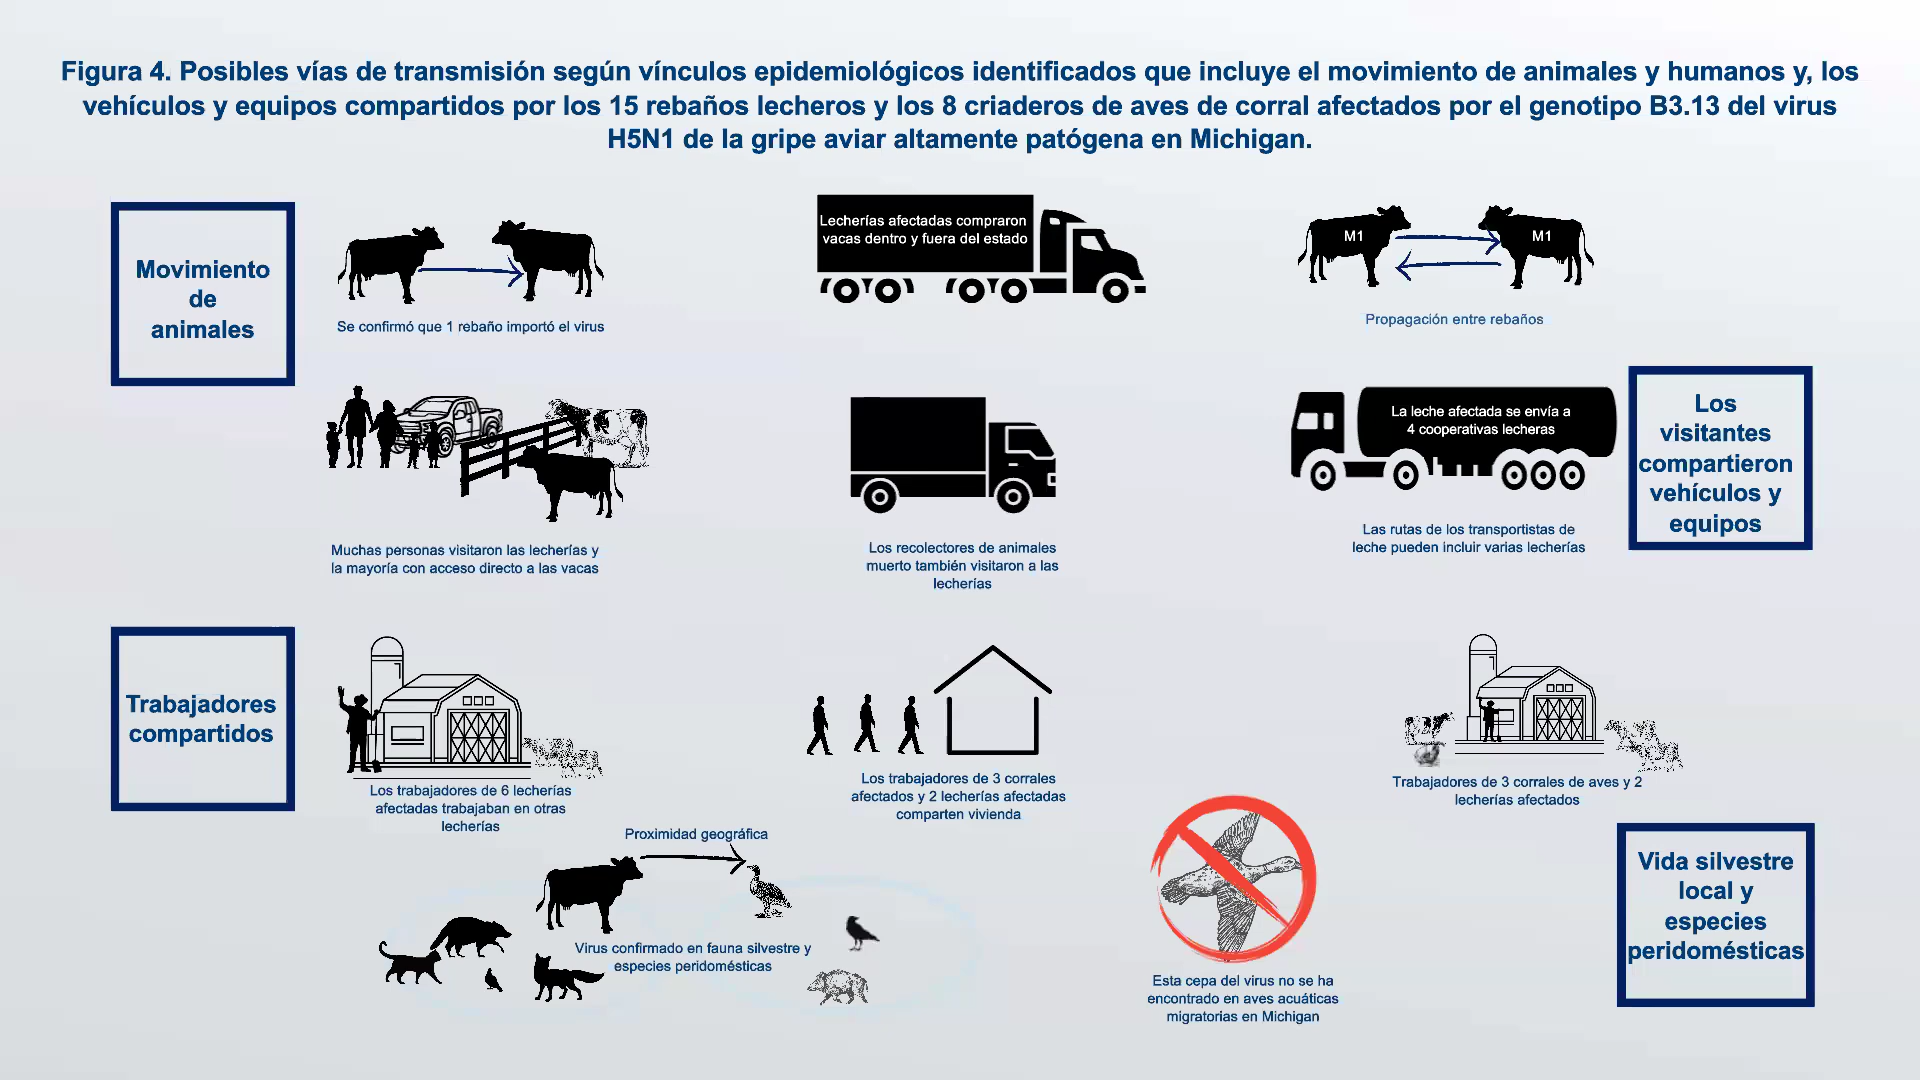 Figura 4. Posibles vías de transmisión según vínculos epidemiológicos identificados que incluye el movimiento de animales y humanos y, los
vehículos y equipos compartidos por los 15 rebaños lecheros y los 8 criaderos de aves de corral afectados por el genotipo B3.13 del virus
H5N1 de la gripe aviar altamente patógena en Michigan.
Movimiento
de
animales
Se confirmó que 1 rebaño importó el virus
Lecherías afectadas compraron
vacas dentro y fuera del estado
M1
M1
Propagación entre rebaños
Muchas personas visitaron las lecherías y
la mayoría con acceso directo a las vacas
Los recolectores de animales
muerto también visitaron a las
lecherías
La leche afectada se envía a
4 cooperativas lecheras
Las rutas de los transportistas de
leche pueden incluir varias lecherías
Los
visitantes
compartieron
vehículos y
equipos
Trabajadores
compartidos
Los trabajadores de 6 lecherías
afectadas trabajaban en otras
lecherías
Los trabajadores de 3 corrales
afectados y 2 lecherías afectadas
comparten vivienda
Trabajadores de 3 corrales de aves y 2
lecherías afectados
Proximidad geográfica
Virus confirmado en fauna silvestre y
especies peridomésticas
Esta cepa del virus no se ha
encontrado en aves acuáticas
migratorias en Michigan
Vida silvestre
local y
especies
peridomésticas